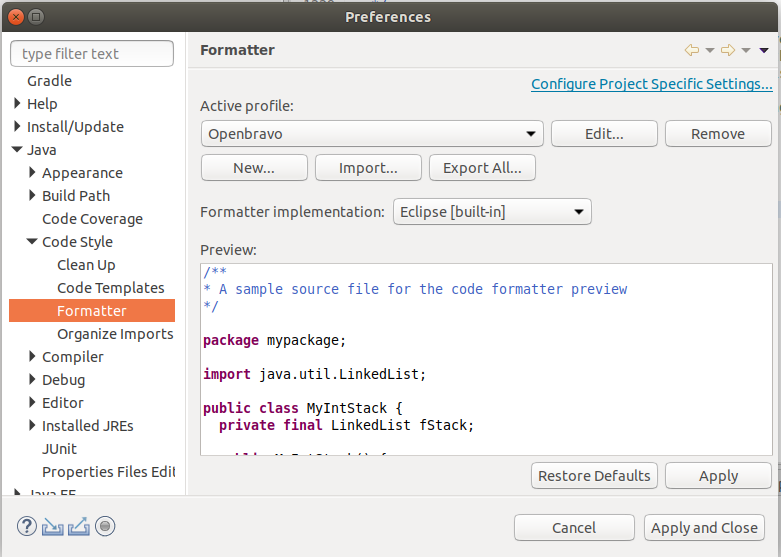 Preferences
type filter text
Gradle
Help
Install/Update
Java
Appearance
Build Path
Code Coverage
Code Style
Clean Up
Code Templates
Formatter
Organize Imports
Compiler
Debug
Editor
Installed JREs
JUnit
Properties Files Edit
Java EE
Formatter
Configure Project Specific Settings...
Active profile:
Openbravo
Edit...
Remove
New...
Import...
Export All...
Formatter implementation:
Eclipse [built-in]
Preview:
/**
* A sample source file for the code formatter preview
*/
package mypackage;
import java.util.LinkedList;
public class MyIntStack {
private final LinkedList fStack;
public MyIntStack() {
Restore Defaults
Apply
Cancel
Apply and Close